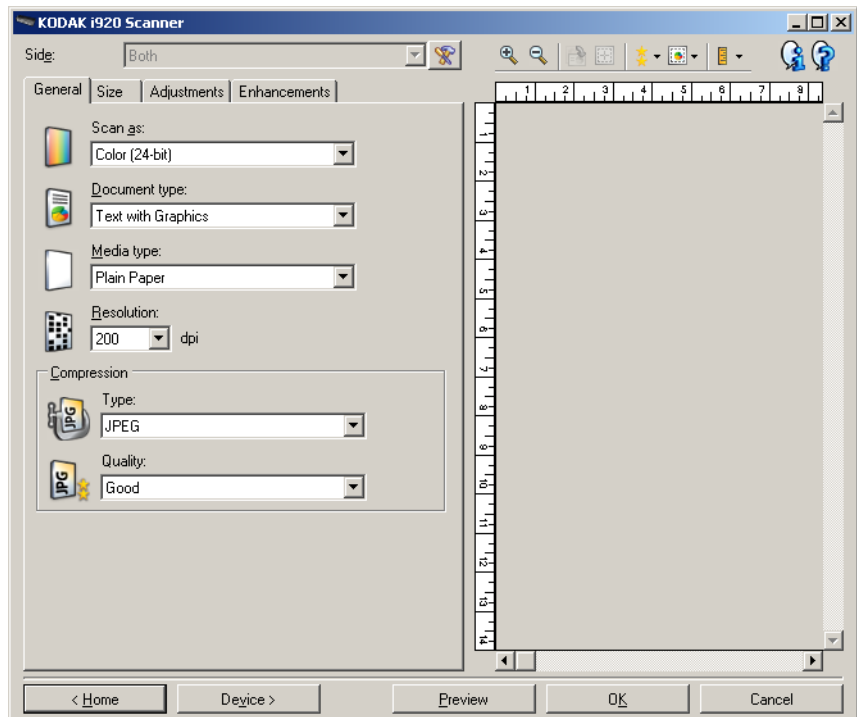 KODAK i920 Scanner
Side: Both
General Size Adjustments Enhancements
Scan as:
Color (24-bit)
Document type:
Text with Graphics
Media type:
Plain Paper
Resolution:
200 dpi
Compression
Type:
JPG
JPEG
Quality:
JPG
Good
1 2 3 4 5 6 7 8
1
2
3
4
5
6
7
8
9
10
11
12
13
14
< Home Device > Preview OK Cancel